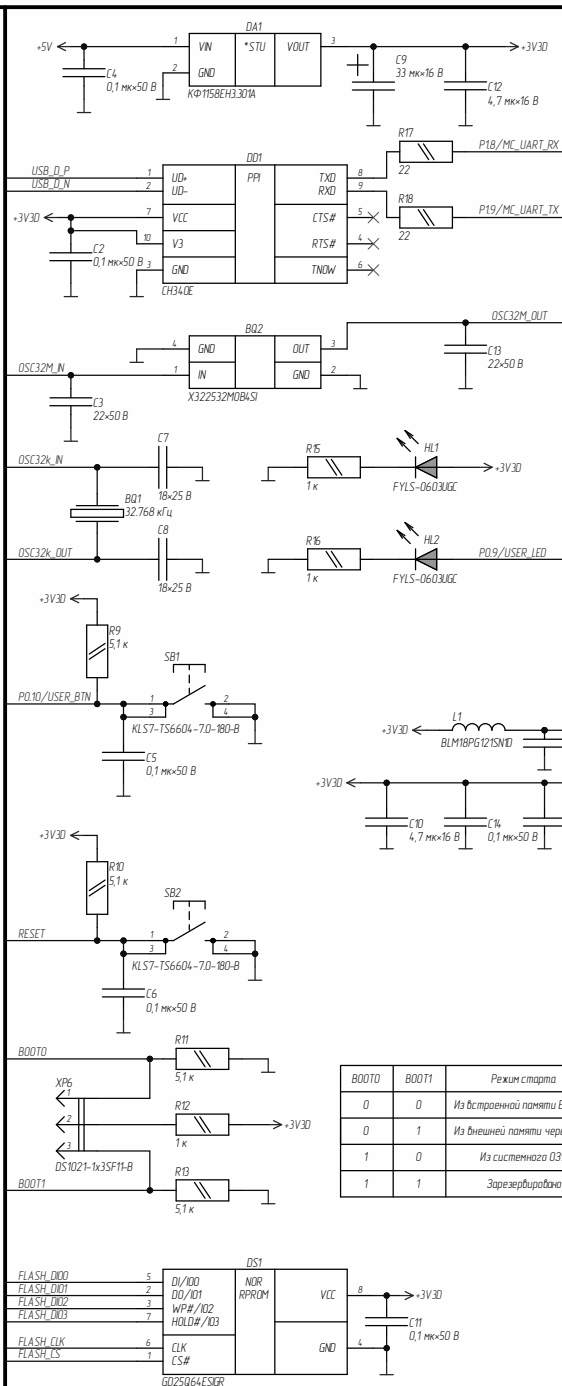 DA1
+5V 1 VIN *STU VOUT 3 +3V3D
C4
0,1 мк×50 В
2 GND
КФ1158ЕН3.301А
C9
33 мк×16 В
C12
4,7 мк×16 В
R17
P1.8/MC_UART_RX
22
DD1
USB_D_P 1 UD+ PPI TXD 8
USB_D_N 2 UD- RXD 9
R18
P1.9/MC_UART_TX
22
+3V3D 7 VCC CTS# 5
10 V3 RTS# 4
C2
0,1 мк×50 В
3 GND TNOW 6
CH340E
OSC32M_OUT
BQ2
4 GND OUT 3
C13
22×50 В
OSC32M_IN 1 IN GND 2
X322532MOB4SI
C3
22×50 В
OSC32k_IN
C7
18×25 В
BQ1
32.768 кГц
OSC32k_OUT
C8
18×25 В
R15
1 к
HL1
FYLS-0603UGC
+3V3D
R16
1 к
HL2
FYLS-0603UGC
P0.9/USER_LED
+3V3D
R9
5,1 к
SB1
P0.10/USER_BTN 1 2
3 4
KLS7-TS6604-7.0-180-B
C5
0,1 мк×50 В
L1
+3V3D
BLM18PG121SN1D
+3V3D
C10
4,7 мк×16 В
C14
0,1 мк×50 В
+3V3D
R10
5,1 к
SB2
RESET 1 2
3 4
KLS7-TS6604-7.0-180-B
C6
0,1 мк×50 В
BOOT0
R11
5,1 к
XP6
1
2
3
R12
1 к
+3V3D
DS1021-1x3SF11-B
BOOT1
R13
5,1 к
BOOT0 BOOT1 Режим старта
0 0 Из встроенной памяти
0 1 Из внешней памяти
1 0 Из системного
1 1 Зарезервировано
DS1
FLASH_DIO0 5 DI/IO0 NOR VCC 8 +3V3D
FLASH_DIO1 2 DO/IO1 RPROM
FLASH_DIO2 3 WP#/IO2
FLASH_DIO3 7 HOLD#/IO3
C11
0,1 мк×50 В
FLASH_CLK 6 CLK GND 4
FLASH_CS 1 CS#
GD25Q64ESIGR